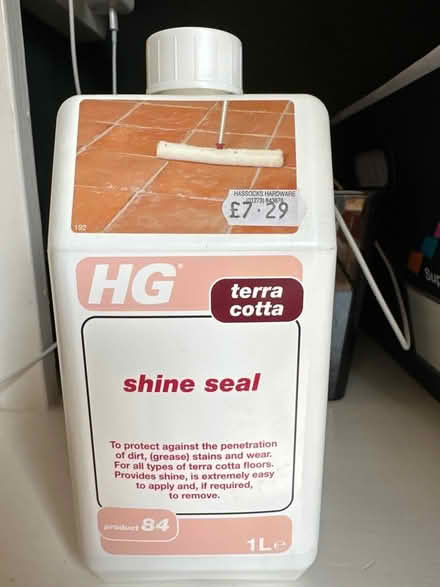 HASSOCKS HARDWARE
£7·29
192
HG®
terra
cotta
shine seal
To protect against the penetration
of dirt, (grease) stains and wear.
For all types of terra cotta floors.
Provides shine, is extremely easy
to apply and, if required,
to remove.
product 84
1L℮